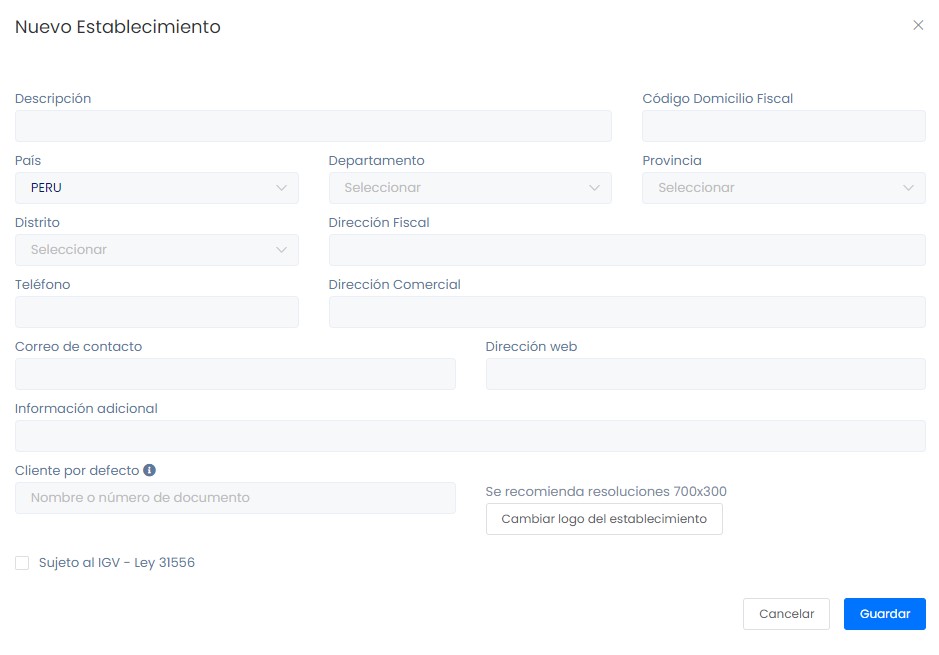 Nuevo Establecimiento
Descripción
Código Domicilio Fiscal
País
Departamento
Provincia
PERU
Seleccionar
Seleccionar
Distrito
Dirección Fiscal
Seleccionar
Teléfono
Dirección Comercial
Correo de contacto
Dirección web
Información adicional
Cliente por defecto
Nombre o número de documento
Se recomienda resoluciones 700x300
Cambiar logo del establecimiento
Sujeto al IGV - Ley 31556
Cancelar
Guardar